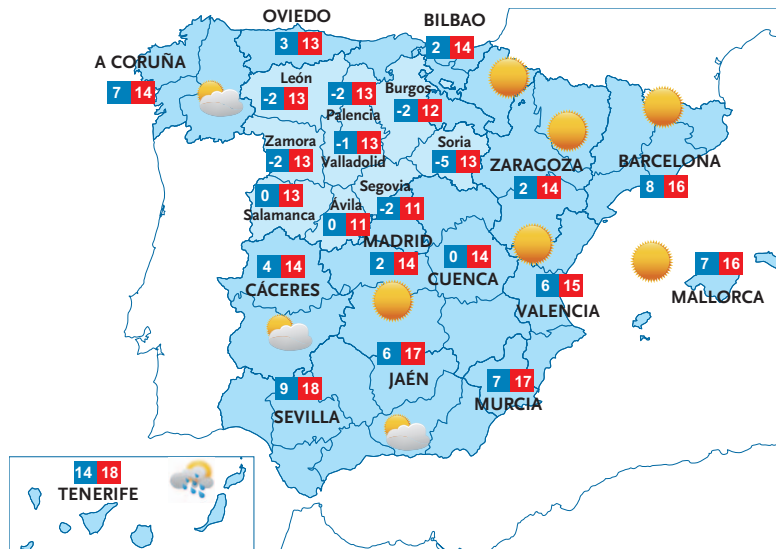 OVIEDO
3 13
BILBAO
2 14
A CORUÑA
7 14
León
-2 13
-2 13
Palencia
Burgos
-2 12
Zamora
-2 13
-1 13
Valladolid
Soria
-5 13
ZARAGOZA
2 14
BARCELONA
8 16
0 13
Salamanca
Ávila
0 11
Segovia
-2 11
MADRID
2 14
0 14
CUENCA
4 14
CÁCERES
6 15
VALENCIA
7 16
MALLORCA
6 17
JAÉN
7 17
MURCIA
9 18
SEVILLA
14 18
TENERIFE